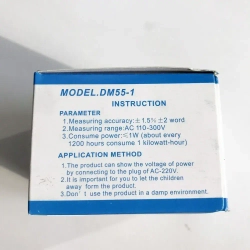 MODEL.DM55-1
INSTRUCTION
PARAMETER
1.Measuring accuracy:±1.5% ±2 word
2.Measuring range:AC 110-300V
3.Consume power:≤1W (about every
1200 hours consume 1 kilowatt-hour)
APPLICATION METHOD
1.The product can show the voltage of power
by connecting to the plug of AC-220V.
2.It is important for you to let the children
away form the product.
3.Don't use the product in a damp environment.